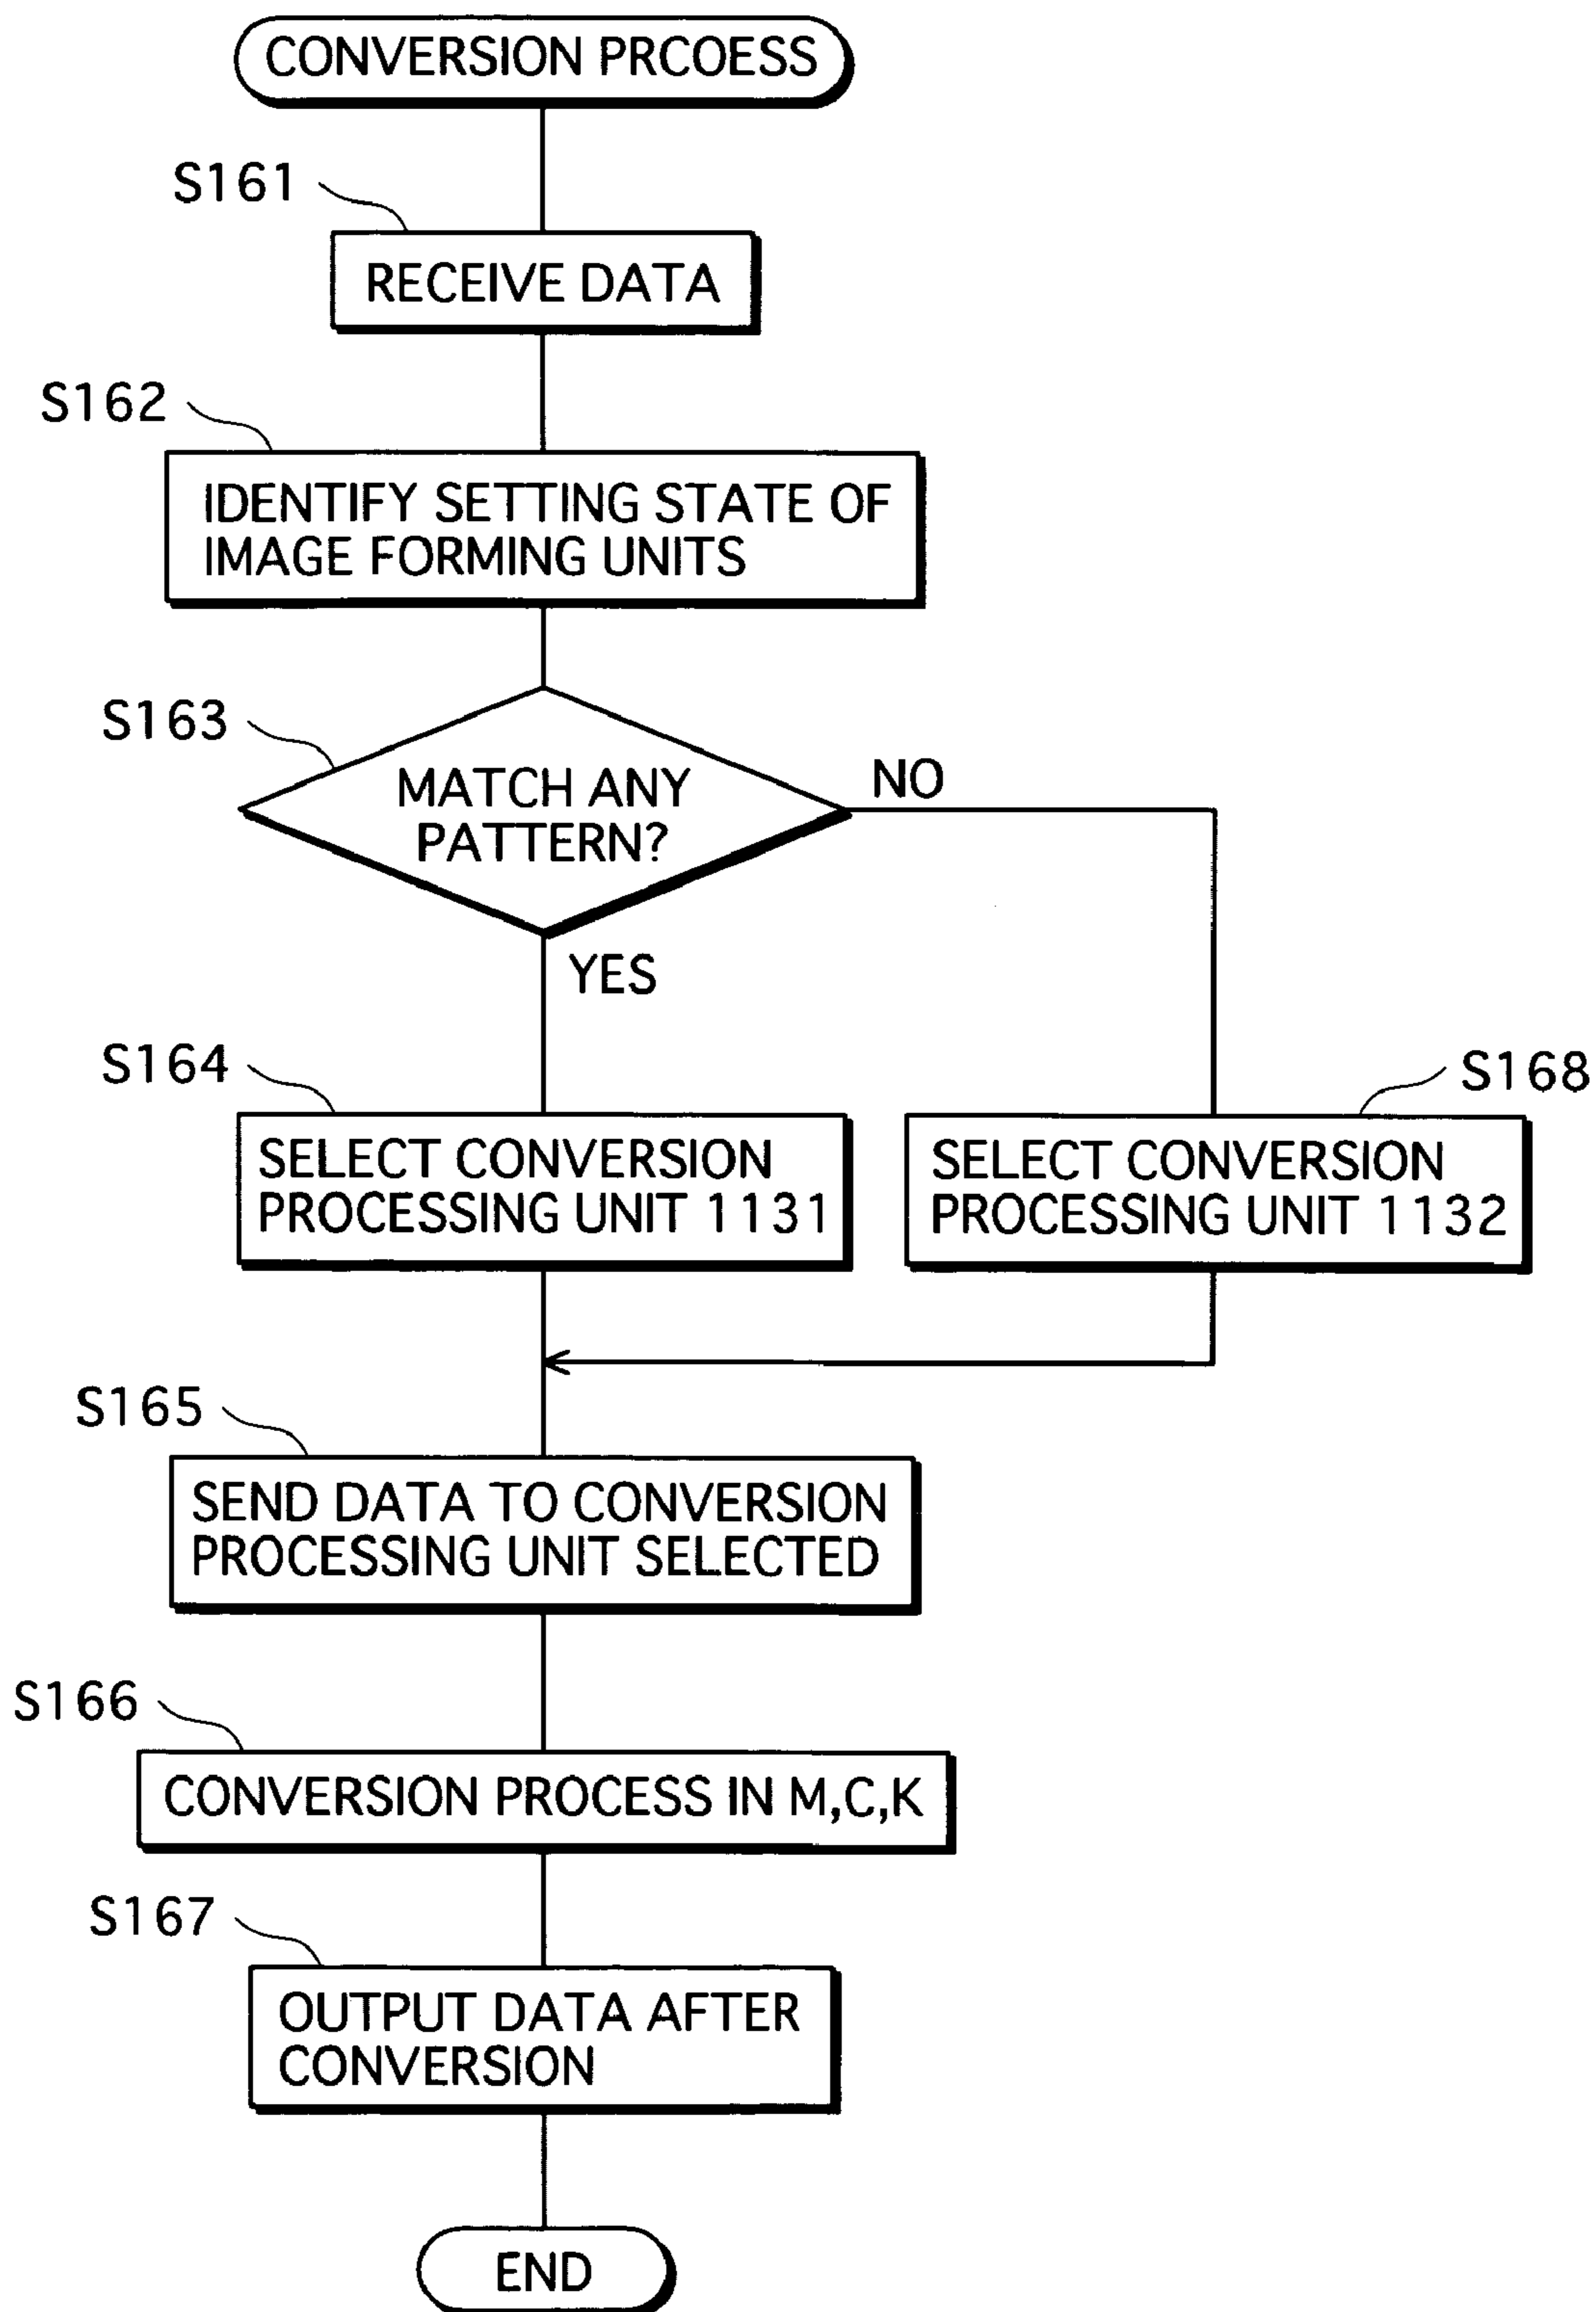 CONVERSION PRCOESS
S161
RECEIVE DATA
S162
IDENTIFY SETTING STATE OF
IMAGE FORMING UNITS
S163
MATCH ANY
PATTERN?
NO
YES
S164
SELECT CONVERSION
PROCESSING UNIT 1131
S168
SELECT CONVERSION
PROCESSING UNIT 1132
S165
SEND DATA TO CONVERSION
PROCESSING UNIT SELECTED
S166
CONVERSION PROCESS IN M,C,K
S167
OUTPUT DATA AFTER
CONVERSION
END